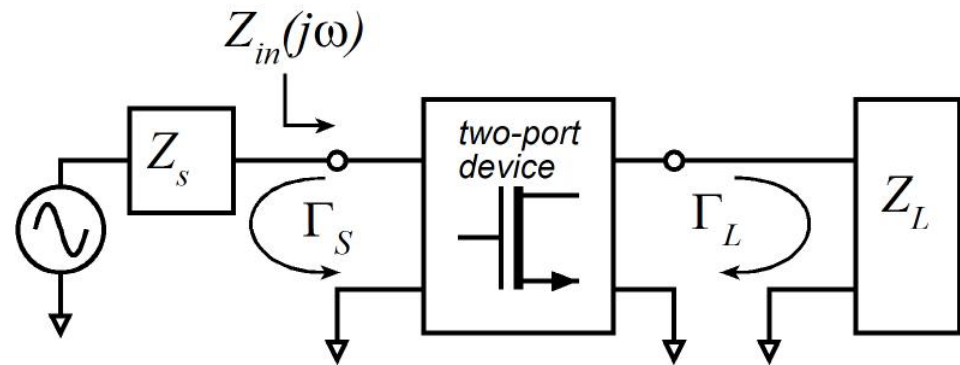 Z_in(jω)
Z_s
Γ_S
two-port
device
Γ_L
Z_L